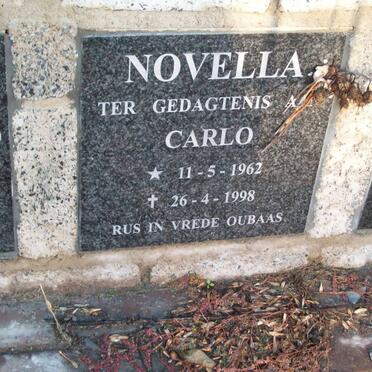 NOVELLA
TER GEDAGTENIS A
CARLO
★ 11-5-1962
✝ 26-4-1998
RUS IN VREDE OUBAAS